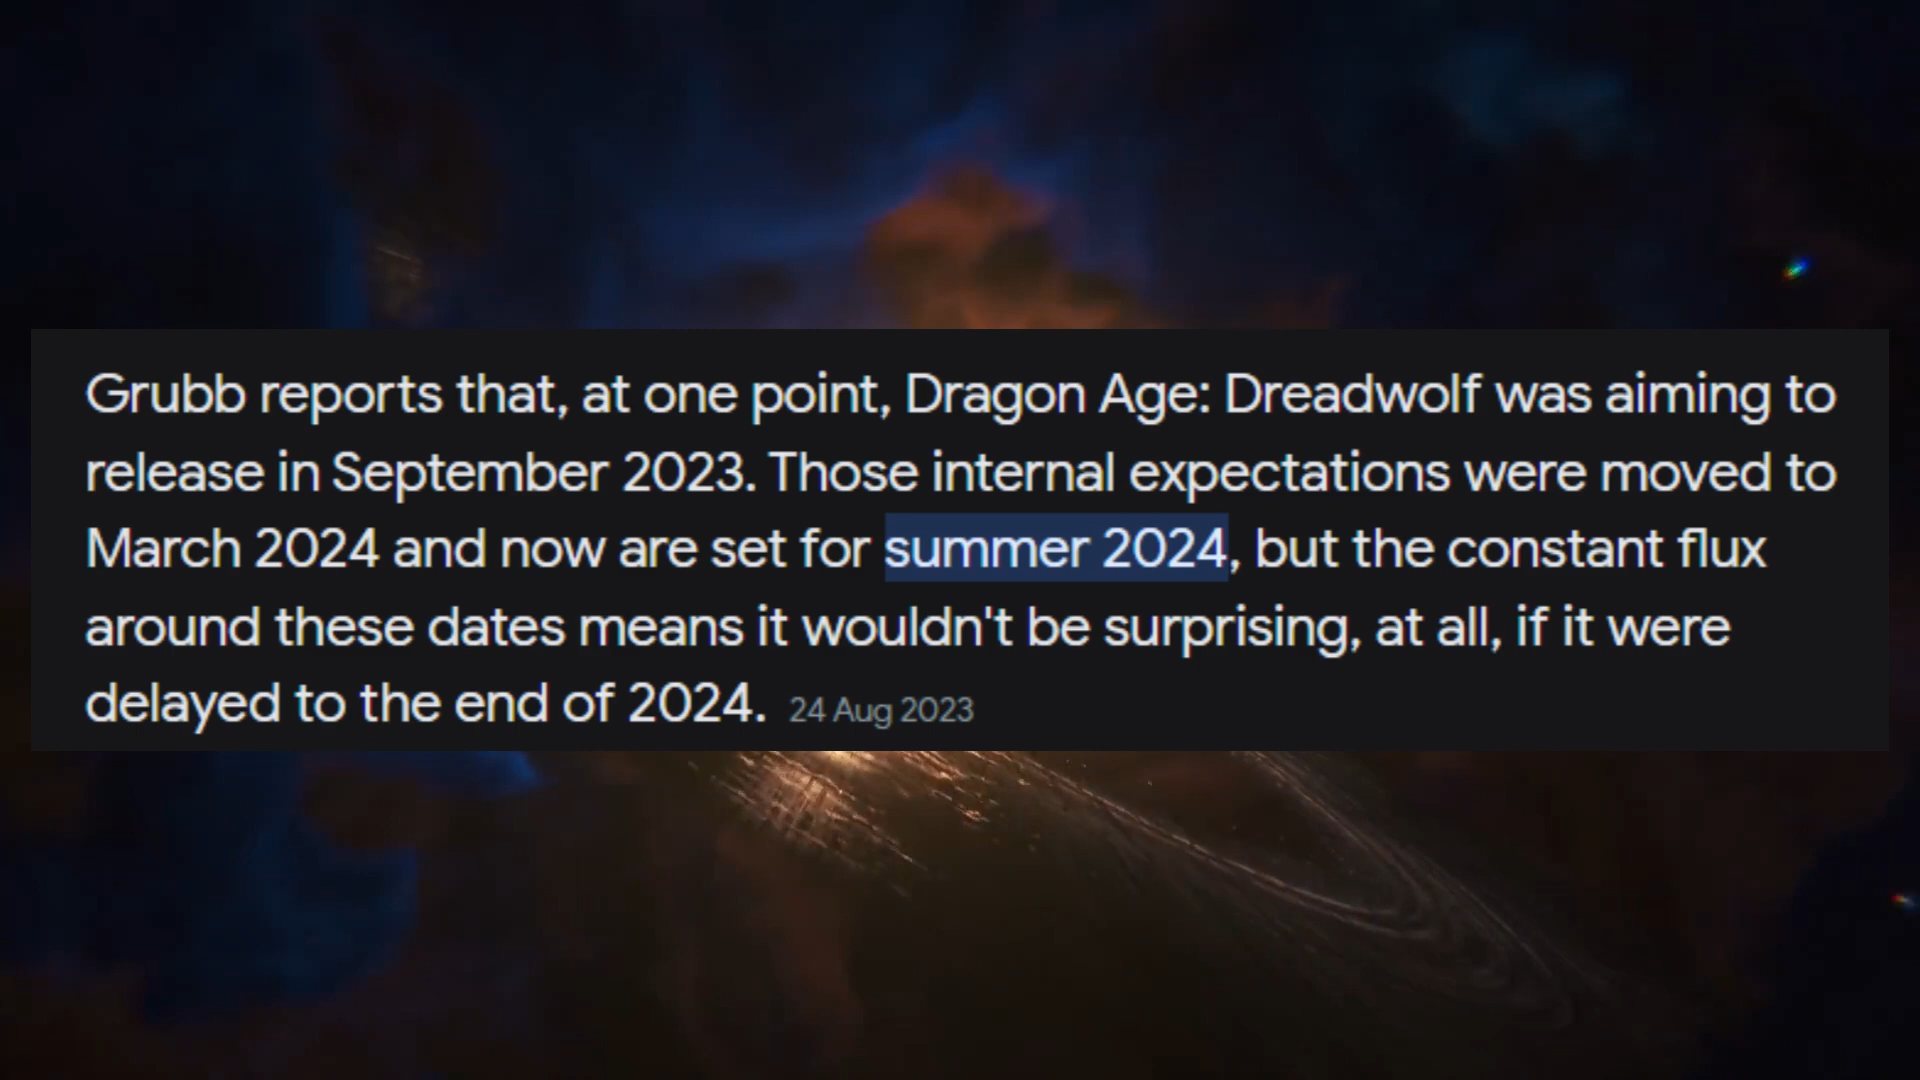 Grubb reports that, at one point, Dragon Age: Dreadwolf was aiming to
release in September 2023. Those internal expectations were moved to
March 2024 and now are set for summer 2024, but the constant flux
around these dates means it wouldn't be surprising, at all, if it were
delayed to the end of 2024. 24 Aug 2023